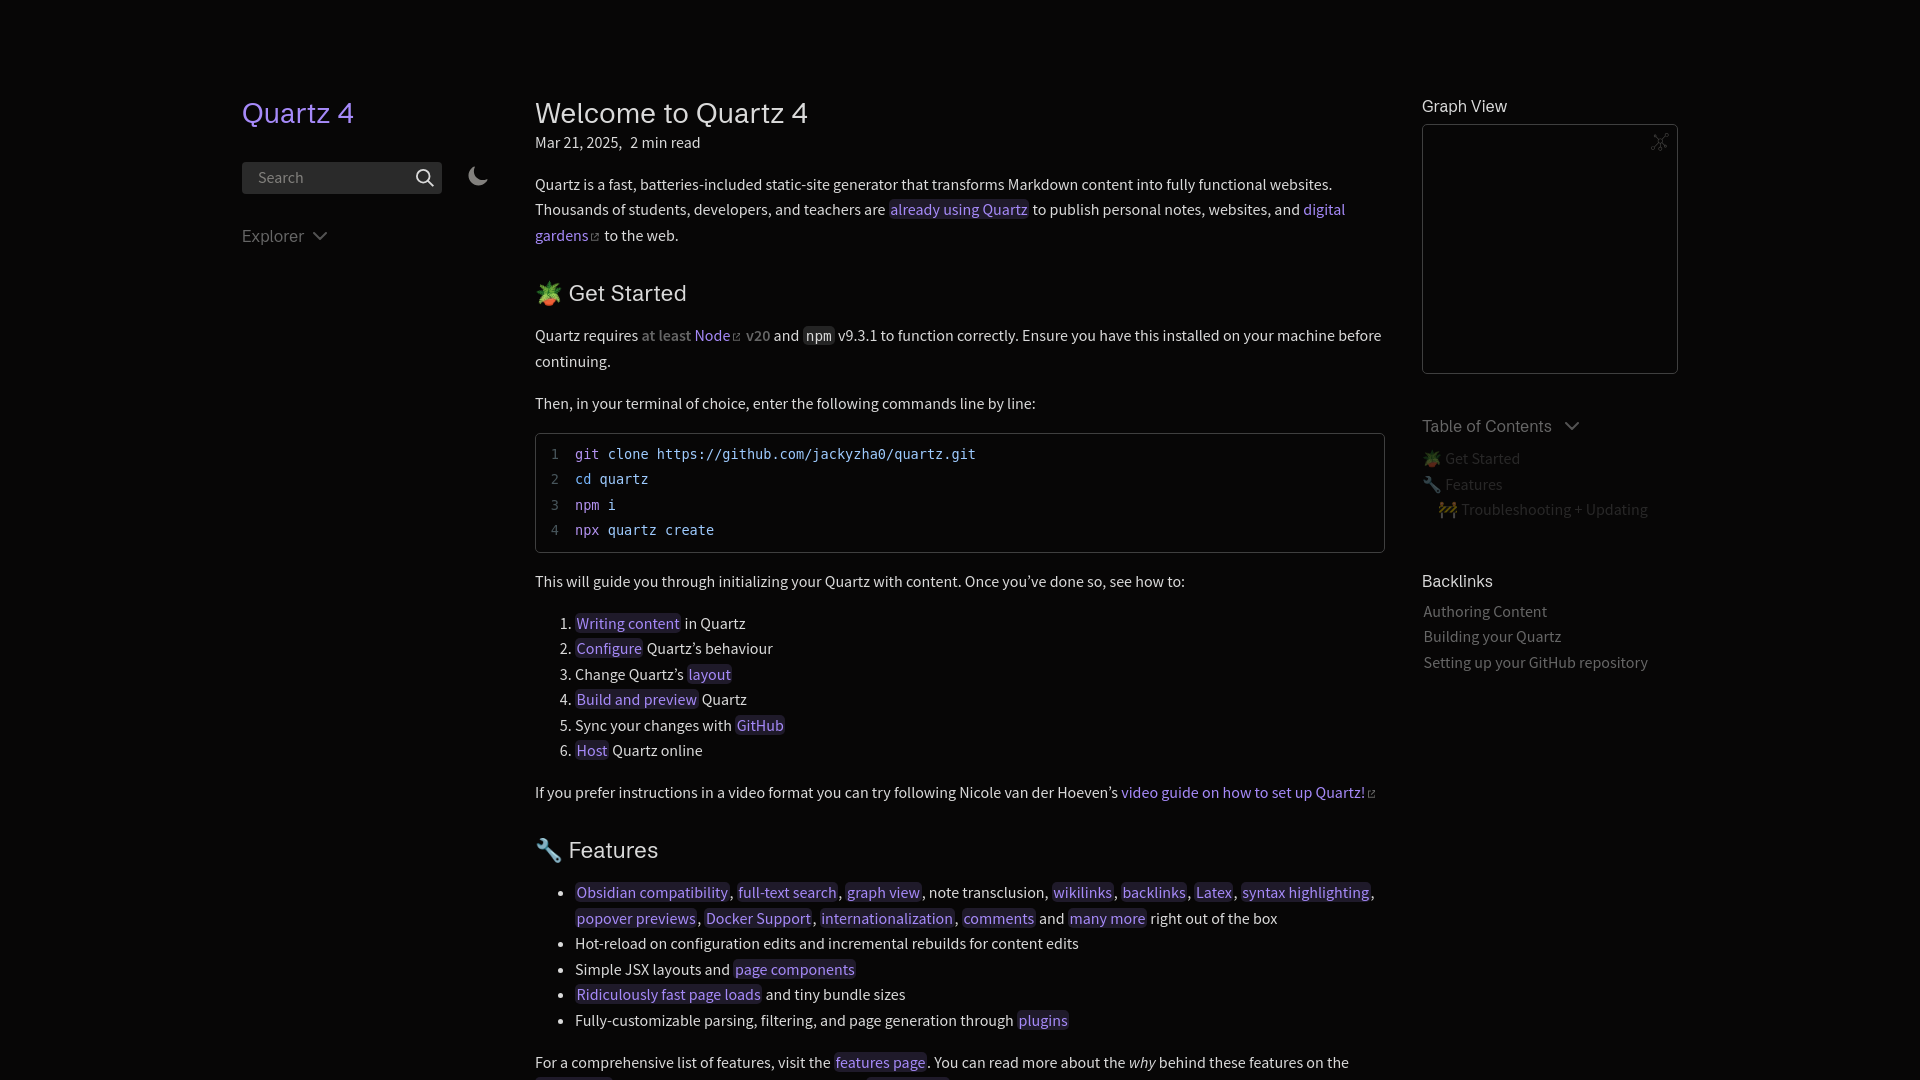 Quartz 4
Search
Explorer
Welcome to Quartz 4
Mar 21, 2025, 2 min read
Quartz is a fast, batteries-included static-site generator that transforms Markdown content into fully functional websites.
Thousands of students, developers, and teachers are already using Quartz to publish personal notes, websites, and digital
gardens to the web.
🪴 Get Started
Quartz requires at least Node v20 and npm v9.3.1 to function correctly. Ensure you have this installed on your machine before
continuing.
Then, in your terminal of choice, enter the following commands line by line:
1 git clone https://github.com/jackyzha0/quartz.git
2 cd quartz
3 npm i
4 npx quartz create
This will guide you through initializing your Quartz with content. Once you’ve done so, see how to:
1. Writing content in Quartz
2. Configure Quartz’s behaviour
3. Change Quartz’s layout
4. Build and preview Quartz
5. Sync your changes with GitHub
6. Host Quartz online
If you prefer instructions in a video format you can try following Nicole van der Hoeven’s video guide on how to set up Quartz!
🔧 Features
• Obsidian compatibility, full-text search, graph view, note transclusion, wikilinks, backlinks, Latex, syntax highlighting,
popover previews, Docker Support, internationalization, comments and many more right out of the box
• Hot-reload on configuration edits and incremental rebuilds for content edits
• Simple JSX layouts and page components
• Ridiculously fast page loads and tiny bundle sizes
• Fully-customizable parsing, filtering, and page generation through plugins
For a comprehensive list of features, visit the features page. You can read more about the why behind these features on the
Graph View
Table of Contents
🪴 Get Started
🔧 Features
🚧 Troubleshooting + Updating
Backlinks
Authoring Content
Building your Quartz
Setting up your GitHub repository